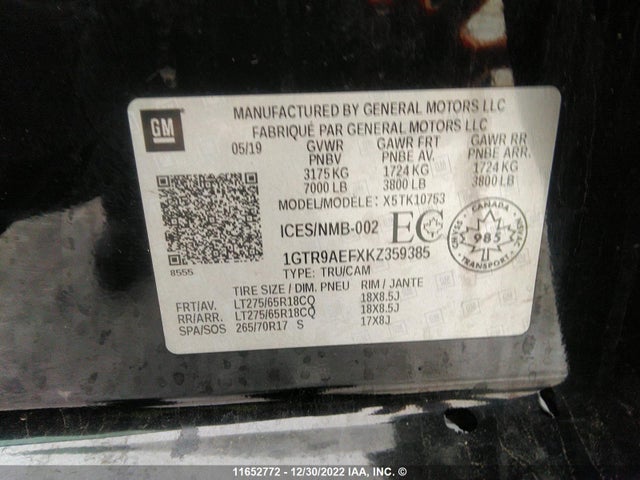 GM
MANUFACTURED BY GENERAL MOTORS LLC
FABRIQUÉ PAR GENERAL MOTORS LLC
05/19 GVWR GAWR FRT GAWR RR
PNBV PNBE AV. PNBE ARR.
3175 KG 1724 KG 1724 KG
7000 LB 3800 LB 3800 LB
MODEL/MODÈLE: X5TK10753
ICES/NMB-002 EC
CANADA
985
TRANSPORT
8555
1GTR9AEFXKZ359385
TYPE: TRU/CAM
TIRE SIZE / DIM. PNEU RIM / JANTE
FRT/AV. LT275/65R18CQ 18X8.5J
RR/ARR. LT275/65R18CQ 18X8.5J
SPA/SOS 265/70R17 S 17X8J
11652772 - 12/30/2022 IAA, INC. ©